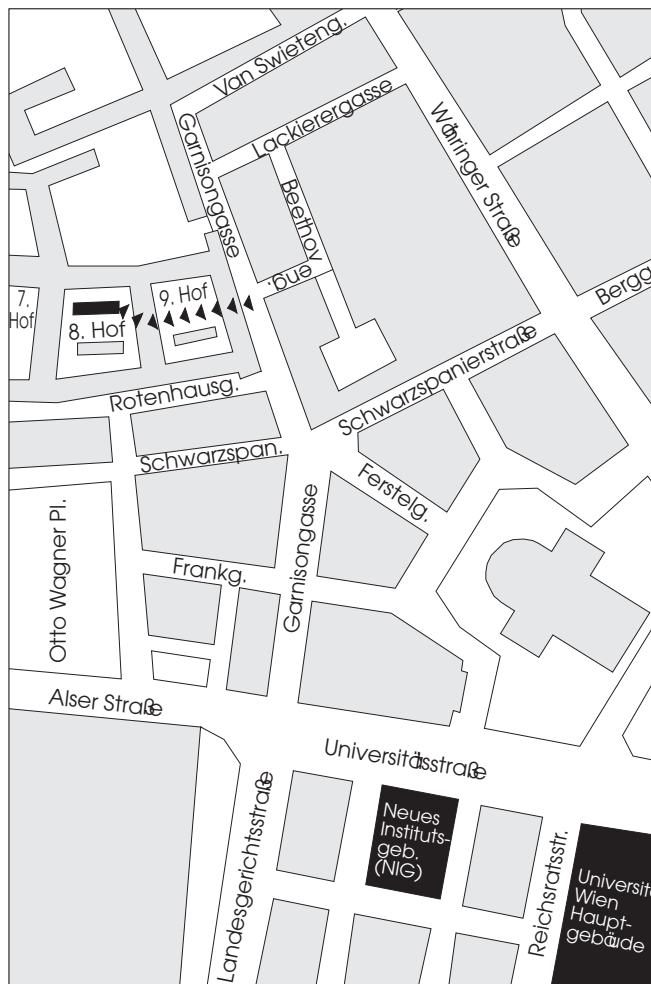 Van Swieteng.
Lackierergasse
Garnisongasse
Währinger Straße
Beethov
eng.
9. Hof
7.
Hof
8. Hof
Bergg
Schwarzspanierstraße
Rotenhausg.
Schwarzspan.
Ferstelg.
Garnisongasse
Frankg.
Otto Wagner Pl.
Alser Straße
Universitätsstraße
Landesgerichtsstraße
Neues
Instituts-
geb.
(NIG)
Reichsratsstr.
Universitä
Wien
Haupt-
gebäude